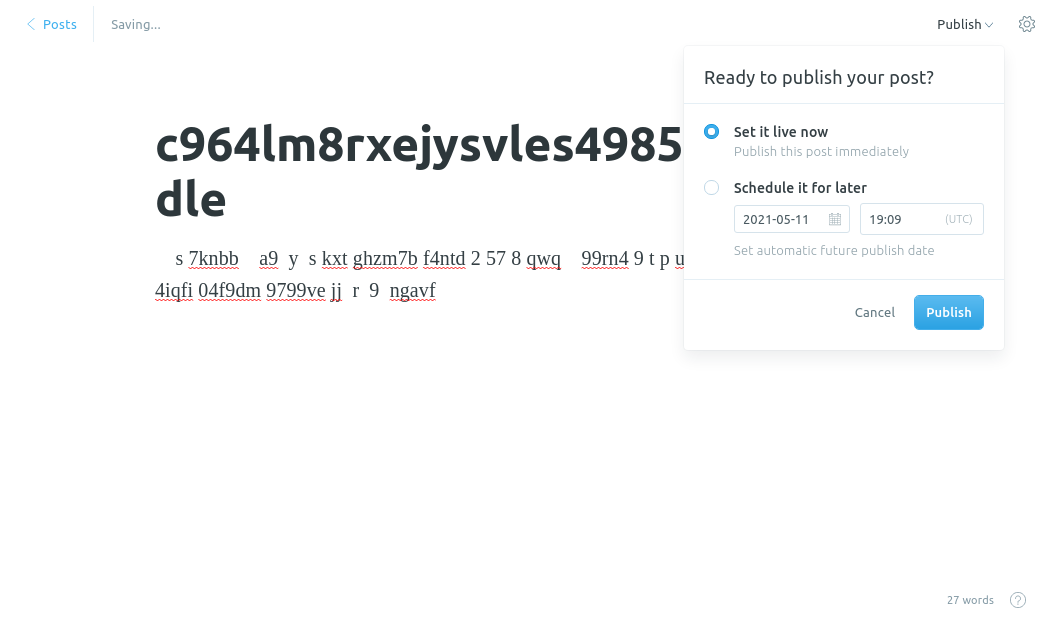 Posts
Saving...
Publish
Ready to publish your post?
Set it live now
Publish this post immediately
Schedule it for later
2021-05-11
19:09 (UTC)
Set automatic future publish date
Cancel
Publish
c964lm8rxejysvles4985
dle
s 7knbb a9 y s kxt ghzm7b f4ntd 2 57 8 qwq 99rn4 9 t p u
4iqfi 04f9dm 9799ve jj r 9 ngavf
27 words